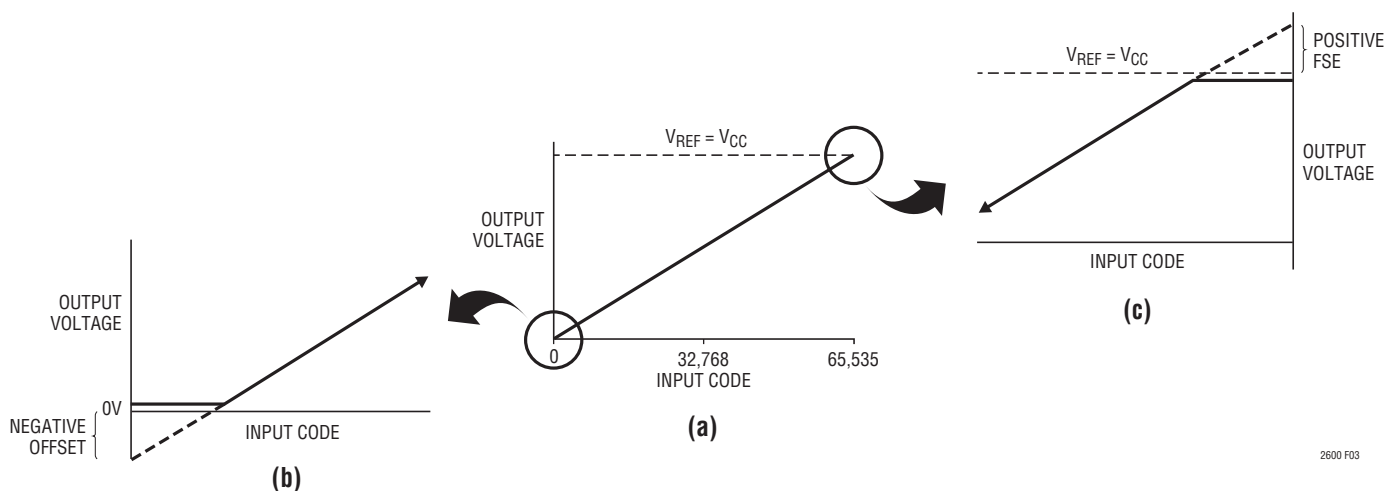 V_REF = V_CC
OUTPUT
VOLTAGE
0
32,768
65,535
INPUT CODE
(a)
OUTPUT
VOLTAGE
0V
NEGATIVE
OFFSET
INPUT CODE
(b)
POSITIVE
FSE
V_REF = V_CC
OUTPUT
VOLTAGE
INPUT CODE
(c)
2600 F03